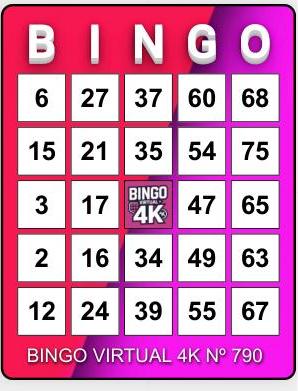 B I N G O
6 27 37 60 68
15 21 35 54 75
3 17 BINGO VIRTUAL 4K 47 65
2 16 34 49 63
12 24 39 55 67
BINGO VIRTUAL 4K Nº 790